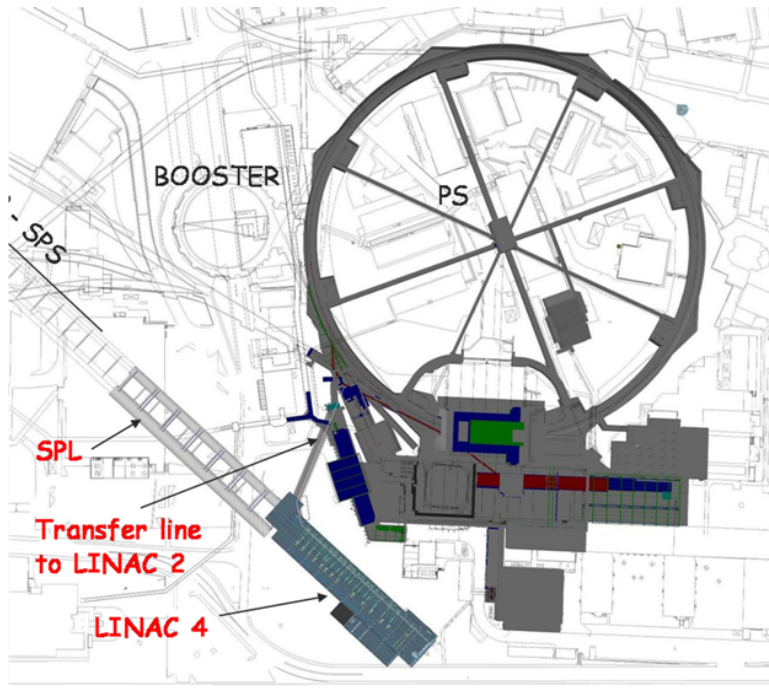 BOOSTER
PS
- SPS
SPL
Transfer line
to LINAC 2
LINAC 4